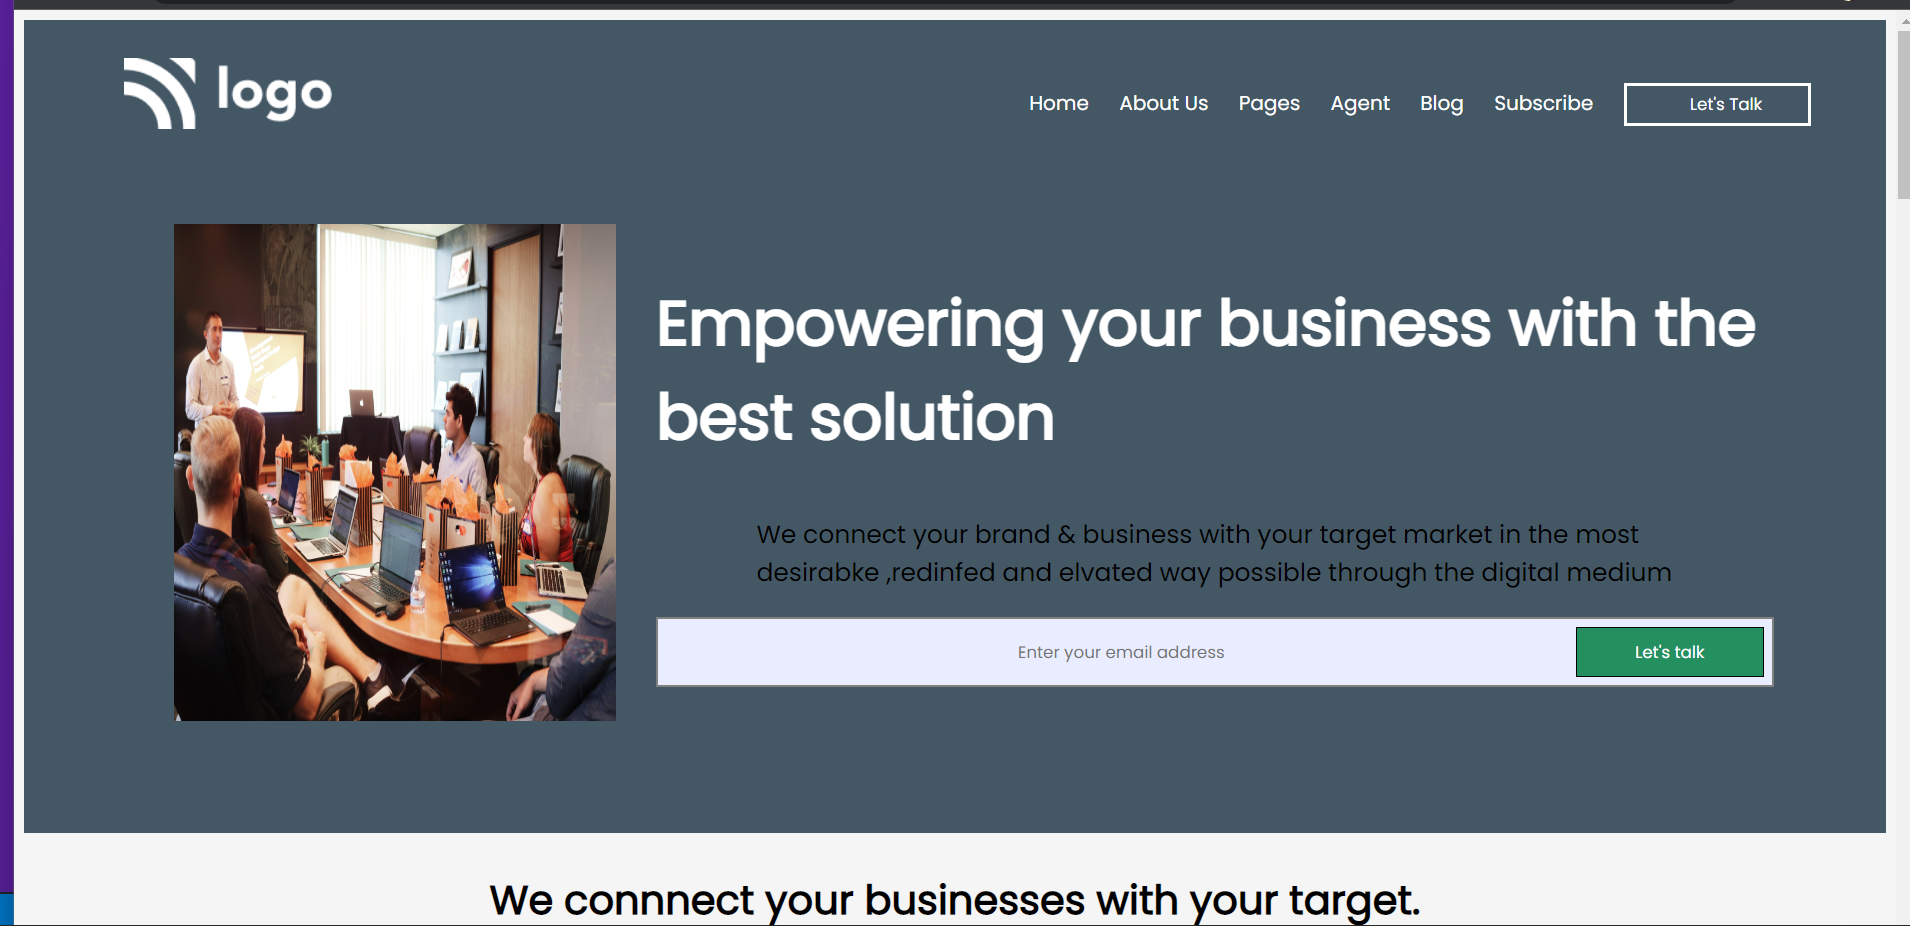 logo
Home About Us Pages Agent Blog Subscribe Let's Talk
Empowering your business with the
best solution
We connect your brand & business with your target market in the most
desirabke ,redinfed and elvated way possible through the digital medium
Enter your email address Let's talk
We connnect your businesses with your target.